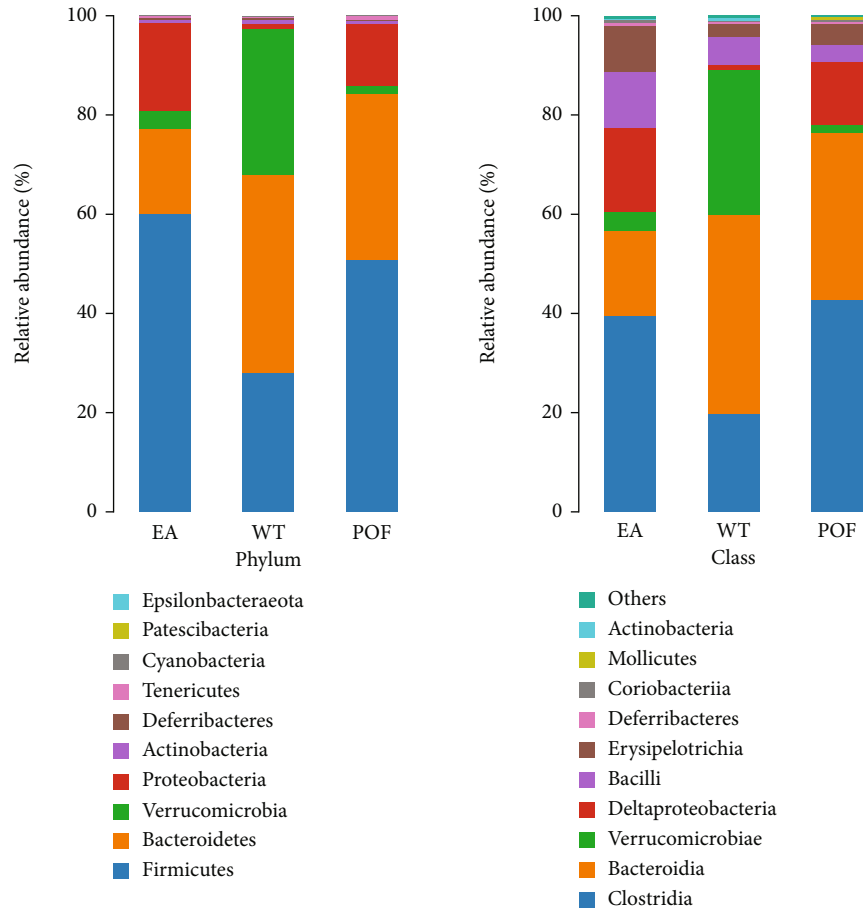 Relative abundance (%)
100
80
60
40
20
0
EA
WT
POF
Phylum
Epsilonbacteraeota
Patescibacteria
Cyanobacteria
Tenericutes
Deferribacteres
Actinobacteria
Proteobacteria
Verrucomicrobia
Bacteroidetes
Firmicutes
Relative abundance (%)
100
80
60
40
20
0
EA
WT
POF
Class
Others
Actinobacteria
Mollicutes
Coriobacteriia
Deferribacteres
Erysipelotrichia
Bacilli
Deltaproteobacteria
Verrucomicrobiae
Bacteroidia
Clostridia